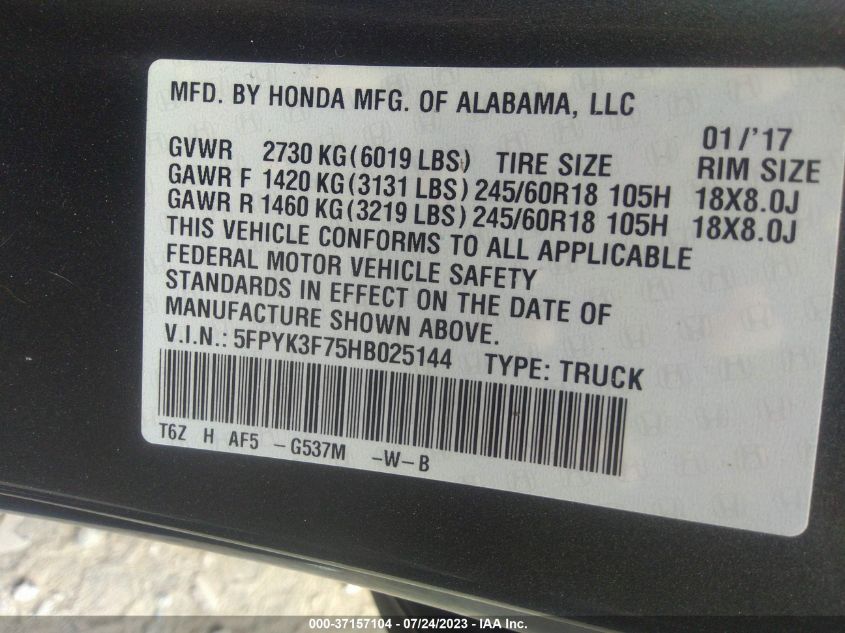 MFD. BY HONDA MFG. OF ALABAMA, LLC
01/'17
GVWR 2730 KG(6019 LBS) TIRE SIZE RIM SIZE
GAWR F 1420 KG(3131 LBS) 245/60R18 105H 18X8.0J
GAWR R 1460 KG(3219 LBS) 245/60R18 105H 18X8.0J
THIS VEHICLE CONFORMS TO ALL APPLICABLE
FEDERAL MOTOR VEHICLE SAFETY
STANDARDS IN EFFECT ON THE DATE OF
MANUFACTURE SHOWN ABOVE.
V.I.N.: 5FPYK3F75HB025144 TYPE: TRUCK
T6Z H AF5 -G537M -W-B
000-37157104 - 07/24/2023 - IAA Inc.